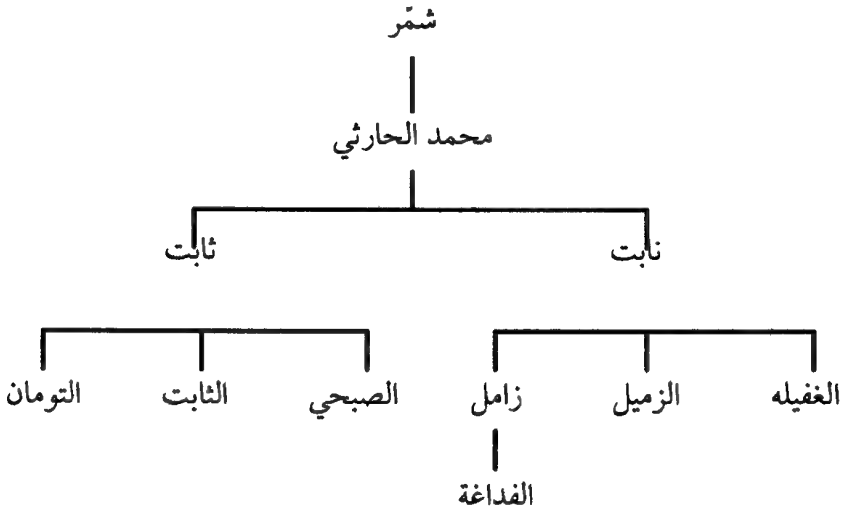 شمّر
محمد الحارثي
نابت ثابت
الغفيله الزميل زامل الصبحي الثابت التومان
الفداغة